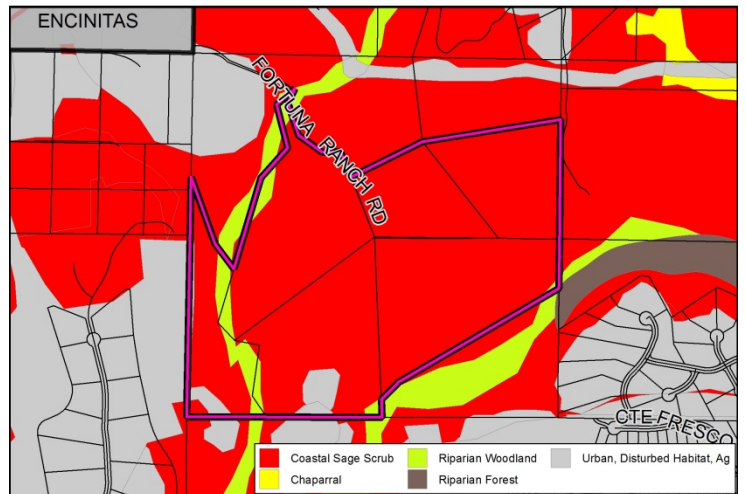 ENCINITAS
FORTUNA RANCH RD
CTE FRESCO
Coastal Sage Scrub
Chaparral
Riparian Woodland
Riparian Forest
Urban, Disturbed Habitat, Ag